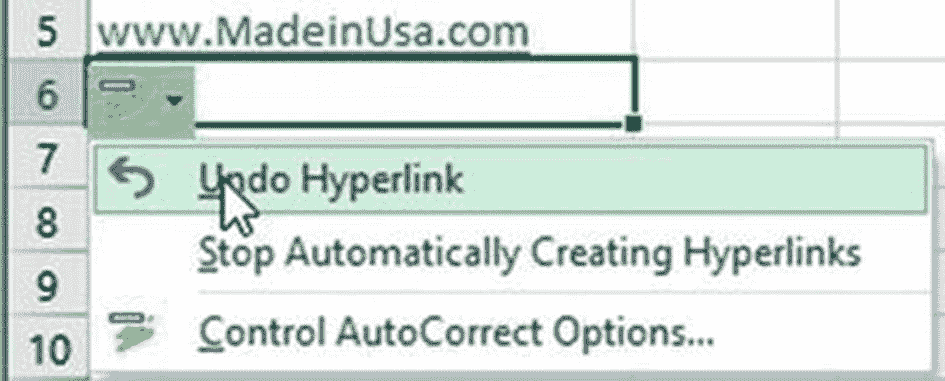 5 www.MadeinUsa.com
6
7 Undo Hyperlink
8 Stop Automatically Creating Hyperlinks
9
10 Control AutoCorrect Options...